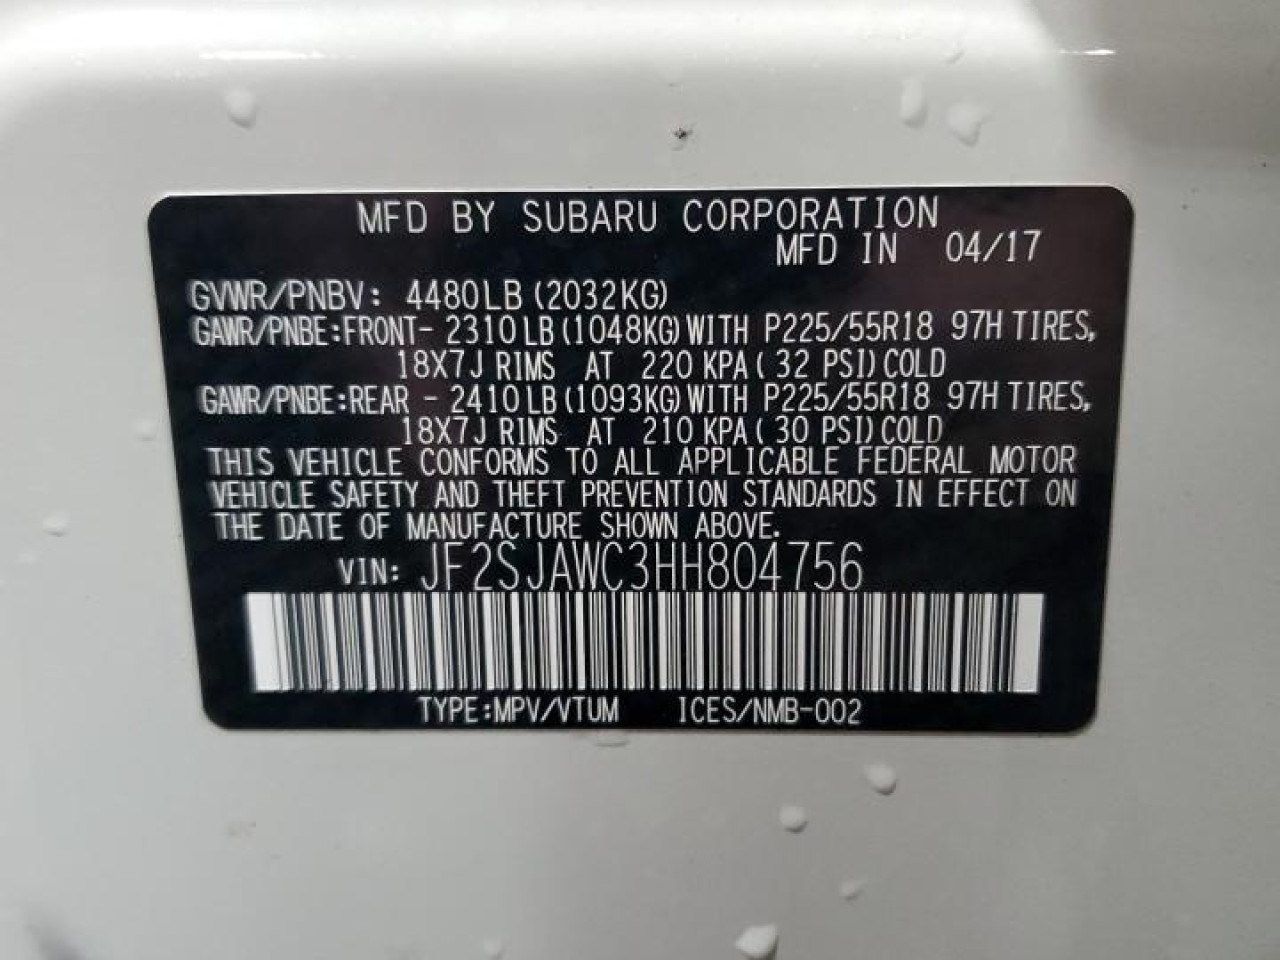 MFD BY SUBARU CORPORATION
MFD IN 04/17
GVWR/PNBV: 4480LB (2032KG)
GAWR/PNBE:FRONT- 2310LB (1048KG) WITH P225/55R18 97H TIRES,
18X7J RIMS AT 220 KPA( 32 PSI) COLD
GAWR/PNBE:REAR - 2410LB (1093KG) WITH P225/55R18 97H TIRES,
18X7J RIMS AT 210 KPA( 30 PSI) COLD
THIS VEHICLE CONFORMS TO ALL APPLICABLE FEDERAL MOTOR
VEHICLE SAFETY AND THEFT PREVENTION STANDARDS IN EFFECT ON
THE DATE OF MANUFACTURE SHOWN ABOVE.
VIN: JF2SJAWC3HH804756
TYPE:MPV/VTUM ICES/NMB-002